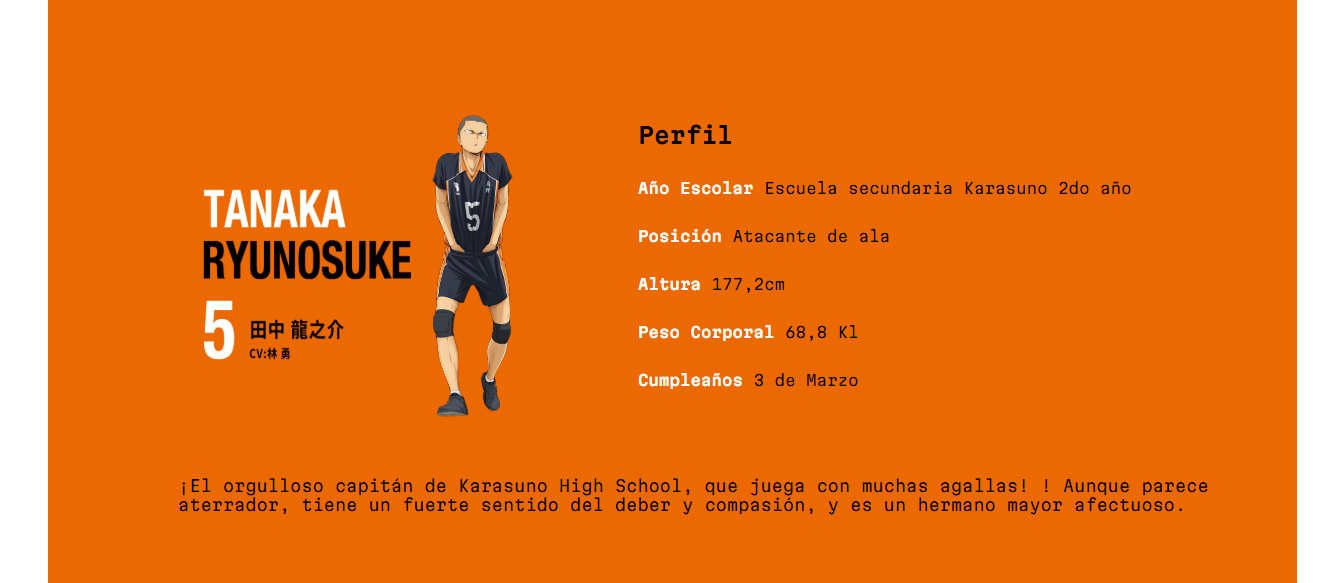 TANAKA
RYUNOSUKE
5
田中 龍之介
CV:林 勇
5
Perfil
Año Escolar Escuela secundaria Karasuno 2do año
Posición Atacante de ala
Altura 177,2cm
Peso Corporal 68,8 Kl
Cumpleaños 3 de Marzo
¡El orgulloso capitán de Karasuno High School, que juega con muchas agallas! ! Aunque parece
aterrador, tiene un fuerte sentido del deber y compasión, y es un hermano mayor afectuoso.